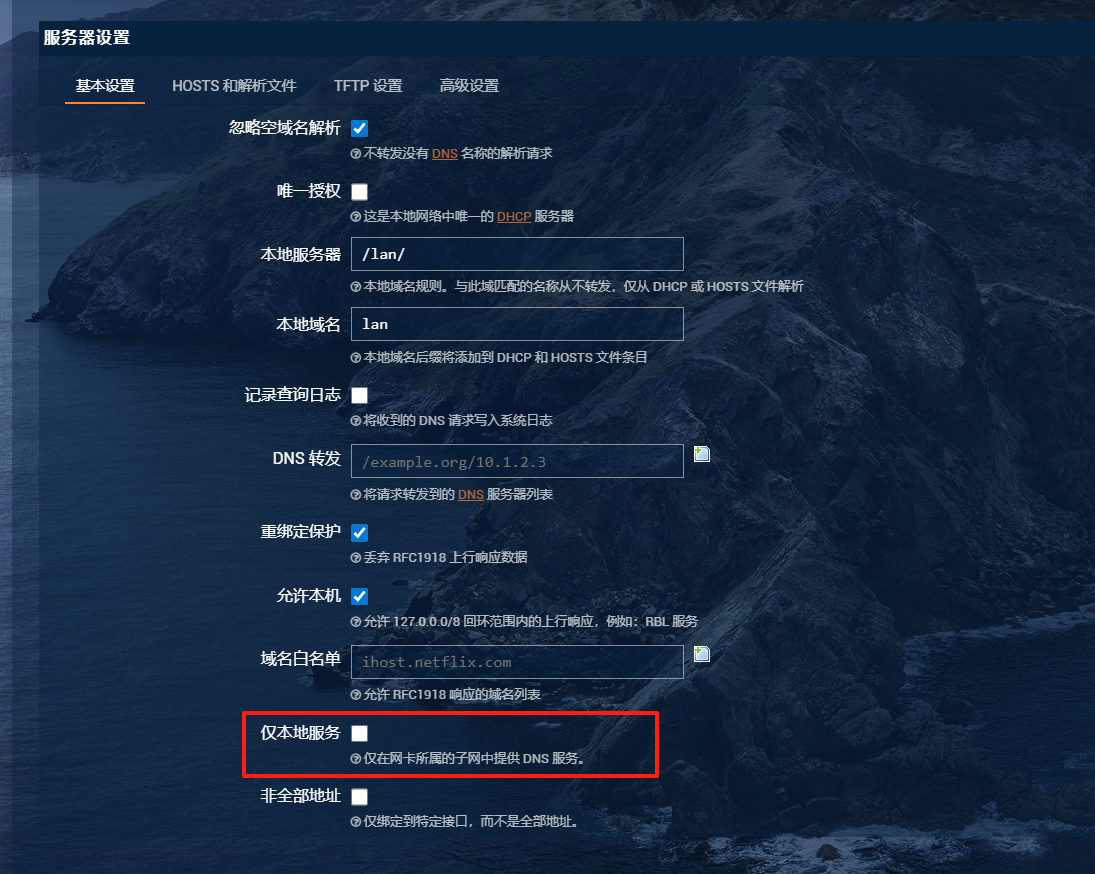 服务器设置
基本设置 HOSTS 和解析文件 TFTP 设置 高级设置
忽略空域名解析
不转发没有 DNS 名称的解析请求
唯一授权
这是本地网络中唯一的 DHCP 服务器
本地服务器 /lan/
本地域名规则。与此域匹配的名称从不转发，仅从 DHCP 或 HOSTS 文件解析
本地域名 lan
本地域名后缀将添加到 DHCP 和 HOSTS 文件条目
记录查询日志
将收到的 DNS 请求写入系统日志
DNS 转发 /example.org/10.1.2.3
将请求转发到的 DNS 服务器列表
重绑定保护
丢弃 RFC1918 上行响应数据
允许本机
允许 127.0.0.0/8 回环范围内的上行响应，例如：RBL 服务
域名白名单 ihost.netflix.com
允许 RFC1918 响应的域名列表
仅本地服务
仅在网卡所属的子网中提供 DNS 服务。
非全部地址
仅绑定到特定接口，而不是全部地址。